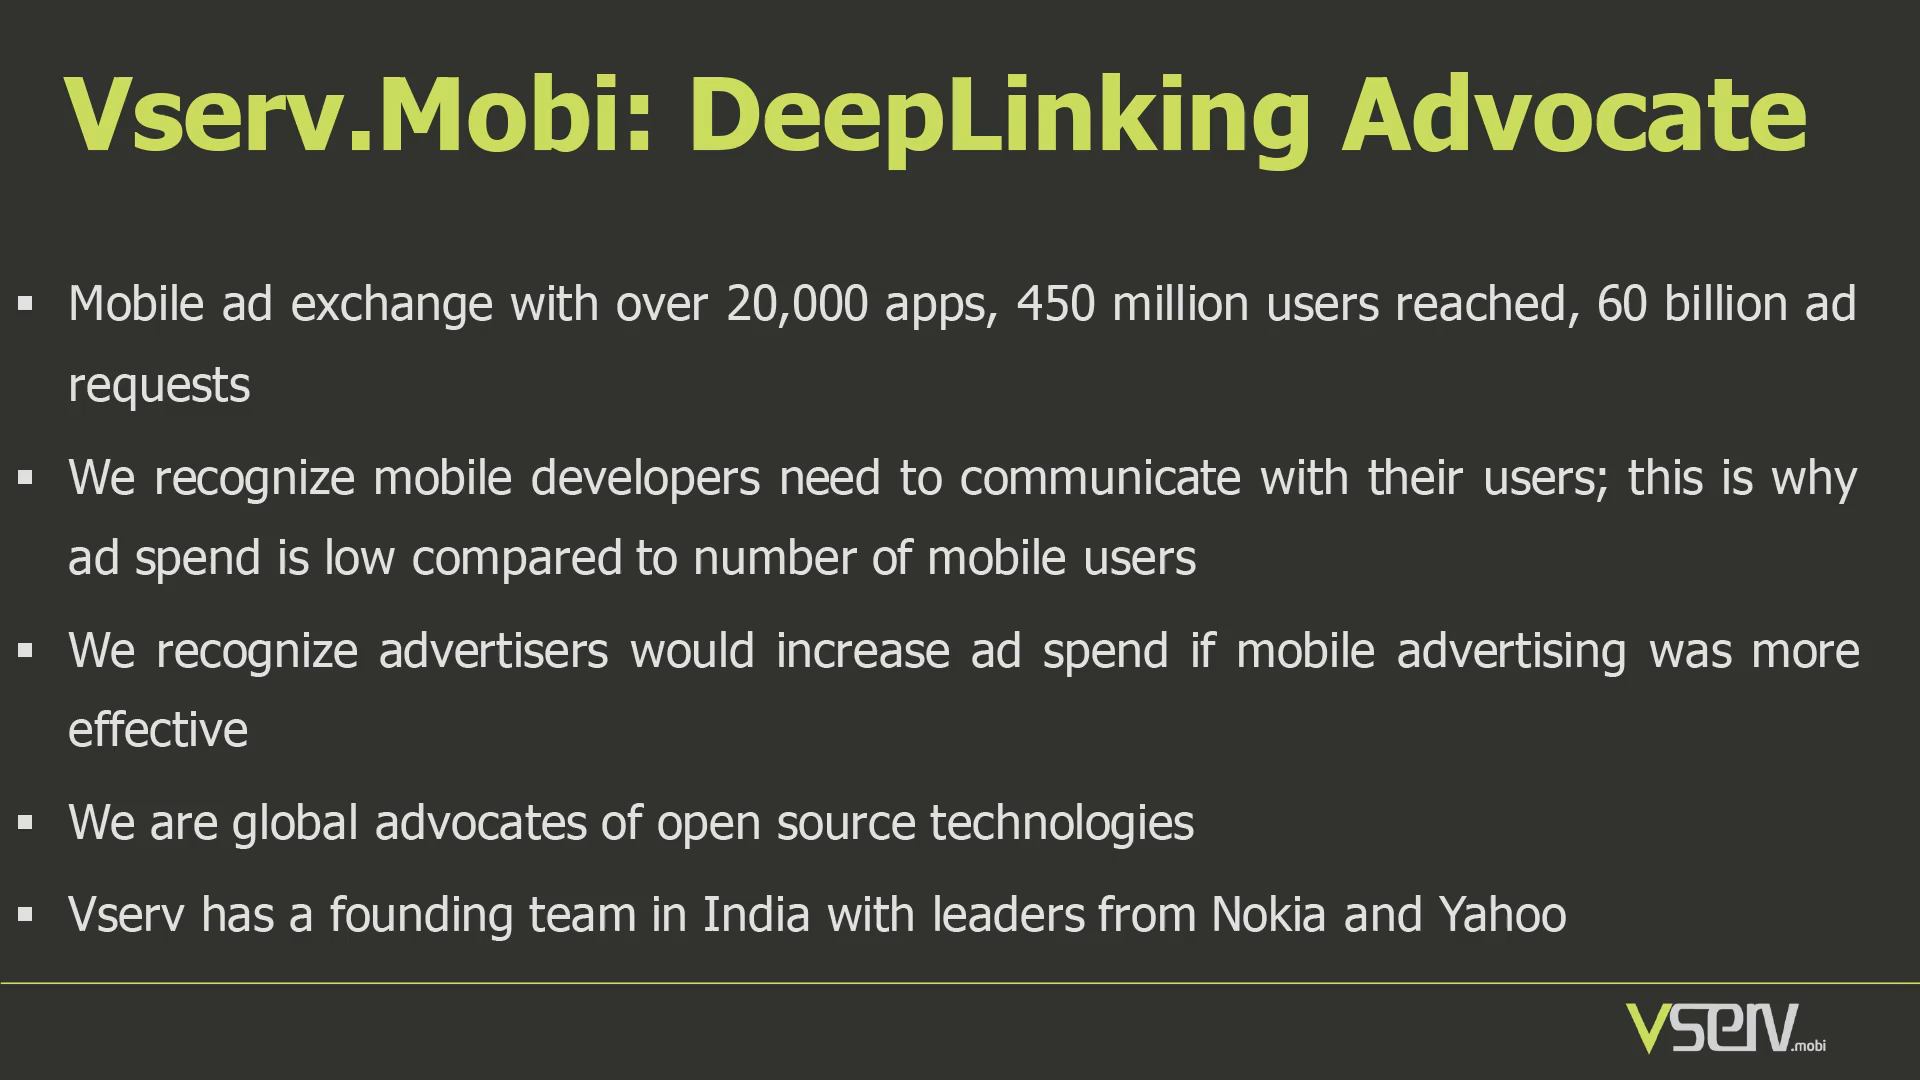 Vserv.Mobi: DeepLinking Advocate
▪ Mobile ad exchange with over 20,000 apps, 450 million users reached, 60 billion ad
requests
▪ We recognize mobile developers need to communicate with their users; this is why
ad spend is low compared to number of mobile users
▪ We recognize advertisers would increase ad spend if mobile advertising was more
effective
▪ We are global advocates of open source technologies
▪ Vserv has a founding team in India with leaders from Nokia and Yahoo
vserv.mobi